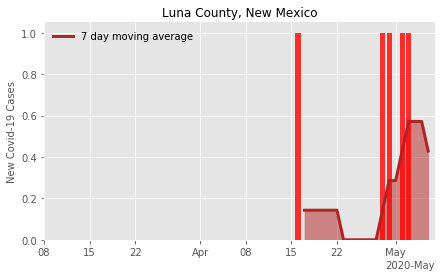 Luna County, New Mexico
7 day moving average
New Covid-19 Cases
1.0
0.8
0.6
0.4
0.2
0.0
08 15 22 Apr 08 15 22 May
2020-May